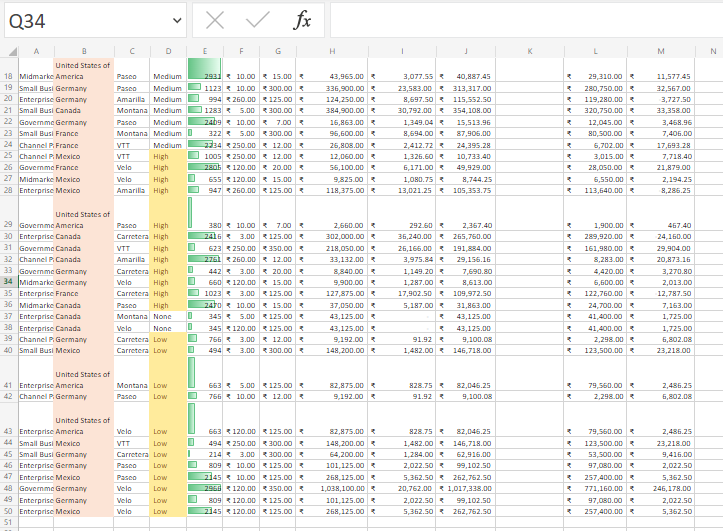 Q34 fx
A B C D E F G H I J K L M N
United States of
18 Midmarke America Paseo Medium 2931 ₹ 10.00 ₹ 15.00 ₹ 43,965.00 ₹ 3,077.55 ₹ 40,887.45 ₹ 29,310.00 ₹ 11,577.45
19 Small Busi Germany Paseo Medium 1123 ₹ 10.00 ₹ 300.00 ₹ 336,900.00 ₹ 23,583.00 ₹ 313,317.00 ₹ 280,750.00 ₹ 32,567.00
20 Enterprise Germany Amarilla Medium 994 ₹ 260.00 ₹ 125.00 ₹ 124,250.00 ₹ 8,697.50 ₹ 115,552.50 ₹ 119,280.00 ₹ 3,727.50
21 Small Busi Canada Montana Medium 1283 ₹ 5.00 ₹ 300.00 ₹ 384,900.00 ₹ 30,792.00 ₹ 354,108.00 ₹ 320,750.00 ₹ 33,358.00
22 Governme Germany Paseo Medium 2409 ₹ 10.00 ₹ 7.00 ₹ 16,863.00 ₹ 1,349.04 ₹ 15,513.96 ₹ 12,045.00 ₹ 3,468.96
23 Small Busi France Montana Medium 322 ₹ 5.00 ₹ 300.00 ₹ 96,600.00 ₹ 8,694.00 ₹ 87,906.00 ₹ 80,500.00 ₹ 7,406.00
24 Channel Pa France VTT Medium 2234 ₹ 250.00 ₹ 12.00 ₹ 26,808.00 ₹ 2,412.72 ₹ 24,395.28 ₹ 6,702.00 ₹ 17,693.28
25 Channel Pa Mexico VTT High 1005 ₹ 250.00 ₹ 12.00 ₹ 12,060.00 ₹ 1,326.60 ₹ 10,733.40 ₹ 3,015.00 ₹ 7,718.40
26 Governme France Velo High 2805 ₹ 120.00 ₹ 20.00 ₹ 56,100.00 ₹ 6,171.00 ₹ 49,929.00 ₹ 28,050.00 ₹ 21,879.00
27 Midmarke Mexico Velo High 655 ₹ 120.00 ₹ 15.00 ₹ 9,825.00 ₹ 1,080.75 ₹ 8,744.25 ₹ 6,550.00 ₹ 2,194.25
28 Enterprise Mexico Amarilla High 947 ₹ 260.00 ₹ 125.00 ₹ 118,375.00 ₹ 13,021.25 ₹ 105,353.75 ₹ 113,640.00 ₹ 8,286.25
United States of
29 Governme America Paseo High 380 ₹ 10.00 ₹ 7.00 ₹ 2,660.00 ₹ 292.60 ₹ 2,367.40 ₹ 1,900.00 ₹ 467.40
30 Enterprise Canada Carretera High 2416 ₹ 3.00 ₹ 125.00 ₹ 302,000.00 ₹ 36,240.00 ₹ 265,760.00 ₹ 289,920.00 ₹ 24,160.00
31 Governme Canada VTT High 623 ₹ 250.00 ₹ 350.00 ₹ 218,050.00 ₹ 26,166.00 ₹ 191,884.00 ₹ 161,980.00 ₹ 29,904.00
32 Channel Pa Canada Amarilla High 2761 ₹ 260.00 ₹ 12.00 ₹ 33,132.00 ₹ 3,975.84 ₹ 29,156.16 ₹ 8,283.00 ₹ 20,873.16
33 Governme Germany Carretera High 442 ₹ 3.00 ₹ 20.00 ₹ 8,840.00 ₹ 1,149.20 ₹ 7,690.80 ₹ 4,420.00 ₹ 3,270.80
34 Midmarke Germany Velo High 660 ₹ 120.00 ₹ 15.00 ₹ 9,900.00 ₹ 1,287.00 ₹ 8,613.00 ₹ 6,600.00 ₹ 2,013.00
35 Enterprise France Carretera High 1023 ₹ 3.00 ₹ 125.00 ₹ 127,875.00 ₹ 17,902.50 ₹ 109,972.50 ₹ 122,760.00 ₹ 12,787.50
36 Midmarke Canada Paseo High 2470 ₹ 10.00 ₹ 15.00 ₹ 37,050.00 ₹ 5,187.00 ₹ 31,863.00 ₹ 24,700.00 ₹ 7,163.00
37 Enterprise Canada Montana None 345 ₹ 5.00 ₹ 125.00 ₹ 43,125.00 ₹ - ₹ 43,125.00 ₹ 41,400.00 ₹ 1,725.00
38 Enterprise Canada Velo None 345 ₹ 120.00 ₹ 125.00 ₹ 43,125.00 ₹ - ₹ 43,125.00 ₹ 41,400.00 ₹ 1,725.00
39 Channel Pa Germany Carretera Low 766 ₹ 3.00 ₹ 12.00 ₹ 9,192.00 ₹ 91.92 ₹ 9,100.08 ₹ 2,298.00 ₹ 6,802.08
40 Small Busi Mexico Carretera Low 494 ₹ 3.00 ₹ 300.00 ₹ 148,200.00 ₹ 1,482.00 ₹ 146,718.00 ₹ 123,500.00 ₹ 23,218.00
United States of
41 Enterprise America Montana Low 663 ₹ 5.00 ₹ 125.00 ₹ 82,875.00 ₹ 828.75 ₹ 82,046.25 ₹ 79,560.00 ₹ 2,486.25
42 Channel Pa Germany Paseo Low 766 ₹ 10.00 ₹ 12.00 ₹ 9,192.00 ₹ 91.92 ₹ 9,100.08 ₹ 2,298.00 ₹ 6,802.08
United States of
43 Enterprise America Velo Low 663 ₹ 120.00 ₹ 125.00 ₹ 82,875.00 ₹ 828.75 ₹ 82,046.25 ₹ 79,560.00 ₹ 2,486.25
44 Small Busi Mexico VTT Low 494 ₹ 250.00 ₹ 300.00 ₹ 148,200.00 ₹ 1,482.00 ₹ 146,718.00 ₹ 123,500.00 ₹ 23,218.00
45 Small Busi Germany Carretera Low 214 ₹ 3.00 ₹ 300.00 ₹ 64,200.00 ₹ 1,284.00 ₹ 62,916.00 ₹ 53,500.00 ₹ 9,416.00
46 Enterprise Germany Paseo Low 809 ₹ 10.00 ₹ 125.00 ₹ 101,125.00 ₹ 2,022.50 ₹ 99,102.50 ₹ 97,080.00 ₹ 2,022.50
47 Enterprise Mexico Paseo Low 2145 ₹ 10.00 ₹ 125.00 ₹ 268,125.00 ₹ 5,362.50 ₹ 262,762.50 ₹ 257,400.00 ₹ 5,362.50
48 Governme Germany Velo Low 2966 ₹ 120.00 ₹ 350.00 ₹ 1,038,100.00 ₹ 20,762.00 ₹ 1,017,338.00 ₹ 771,160.00 ₹ 246,178.00
49 Enterprise Germany Velo Low 809 ₹ 120.00 ₹ 125.00 ₹ 101,125.00 ₹ 2,022.50 ₹ 99,102.50 ₹ 97,080.00 ₹ 2,022.50
50 Enterprise Mexico Velo Low 2145 ₹ 120.00 ₹ 125.00 ₹ 268,125.00 ₹ 5,362.50 ₹ 262,762.50 ₹ 257,400.00 ₹ 5,362.50
51